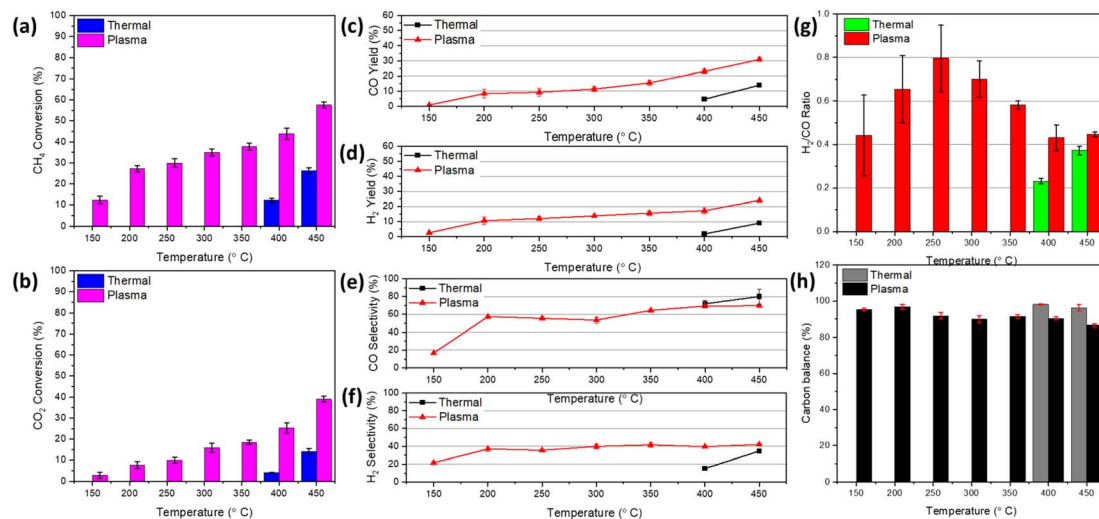 (a)
Thermal
Plasma
CH₄ Conversion (%)
100
90
80
70
60
50
40
30
20
10
0
150 200 250 300 350 400 450
Temperature (° C)
(b)
Thermal
Plasma
CO₂ Conversion (%)
100
90
80
70
60
50
40
30
20
10
0
150 200 250 300 350 400 450
Temperature (° C)
(c)
Thermal
Plasma
CO Yield (%)
60
50
40
30
20
10
0
150 200 250 300 350 400 450
Temperature (° C)
(d)
Thermal
Plasma
H₂ Yield (%)
60
50
40
30
20
10
0
150 200 250 300 350 400 450
Temperature (° C)
(e)
Thermal
Plasma
CO Selectivity (%)
100
80
60
40
20
0
150 200 250 300 350 400 450
Temperature (° C)
(f)
Thermal
Plasma
H₂ Selectivity (%)
100
80
60
40
20
0
150 200 250 300 350 400 450
Temperature (° C)
(g)
Thermal
Plasma
H₂/CO Ratio
1.0
0.8
0.6
0.4
0.2
0.0
150 200 250 300 350 400 450
Temperature (° C)
(h)
Thermal
Plasma
Carbon balance (%)
120
100
80
60
40
20
0
150 200 250 300 350 400 450
Temperature (° C)